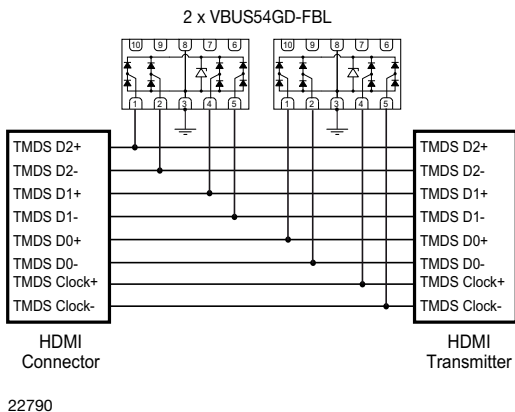 2 x VBUS54GD-FBL
10 9 8 7 6 10 9 8 7 6
1 2 3 4 5 1 2 3 4 5
TMDS D2+ TMDS D2+
TMDS D2- TMDS D2-
TMDS D1+ TMDS D1+
TMDS D1- TMDS D1-
TMDS D0+ TMDS D0+
TMDS D0- TMDS D0-
TMDS Clock+ TMDS Clock+
TMDS Clock- TMDS Clock-
HDMI HDMI
Connector Transmitter
22790